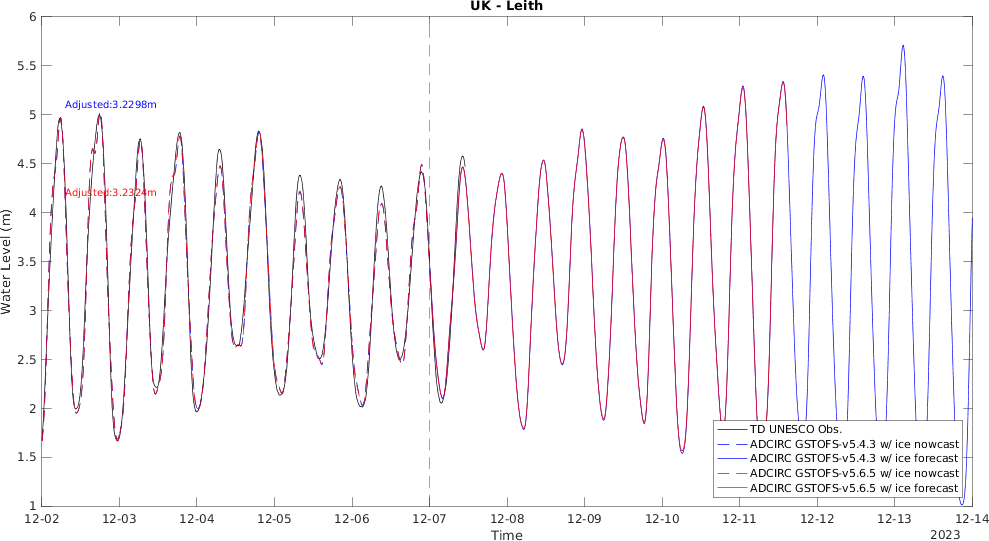 UK - Leith
6
5.5
5
4.5
4
3.5
3
2.5
2
1.5
1
Water Level (m)
Adjusted:3.2298m
Adjusted:3.2324m
TD UNESCO Obs.
ADCIRC GSTOFS-v5.4.3 w/ ice nowcast
ADCIRC GSTOFS-v5.4.3 w/ ice forecast
ADCIRC GSTOFS-v5.6.5 w/ ice nowcast
ADCIRC GSTOFS-v5.6.5 w/ ice forecast
12-02 12-03 12-04 12-05 12-06 12-07 12-08 12-09 12-10 12-11 12-12 12-13 12-14
Time
2023